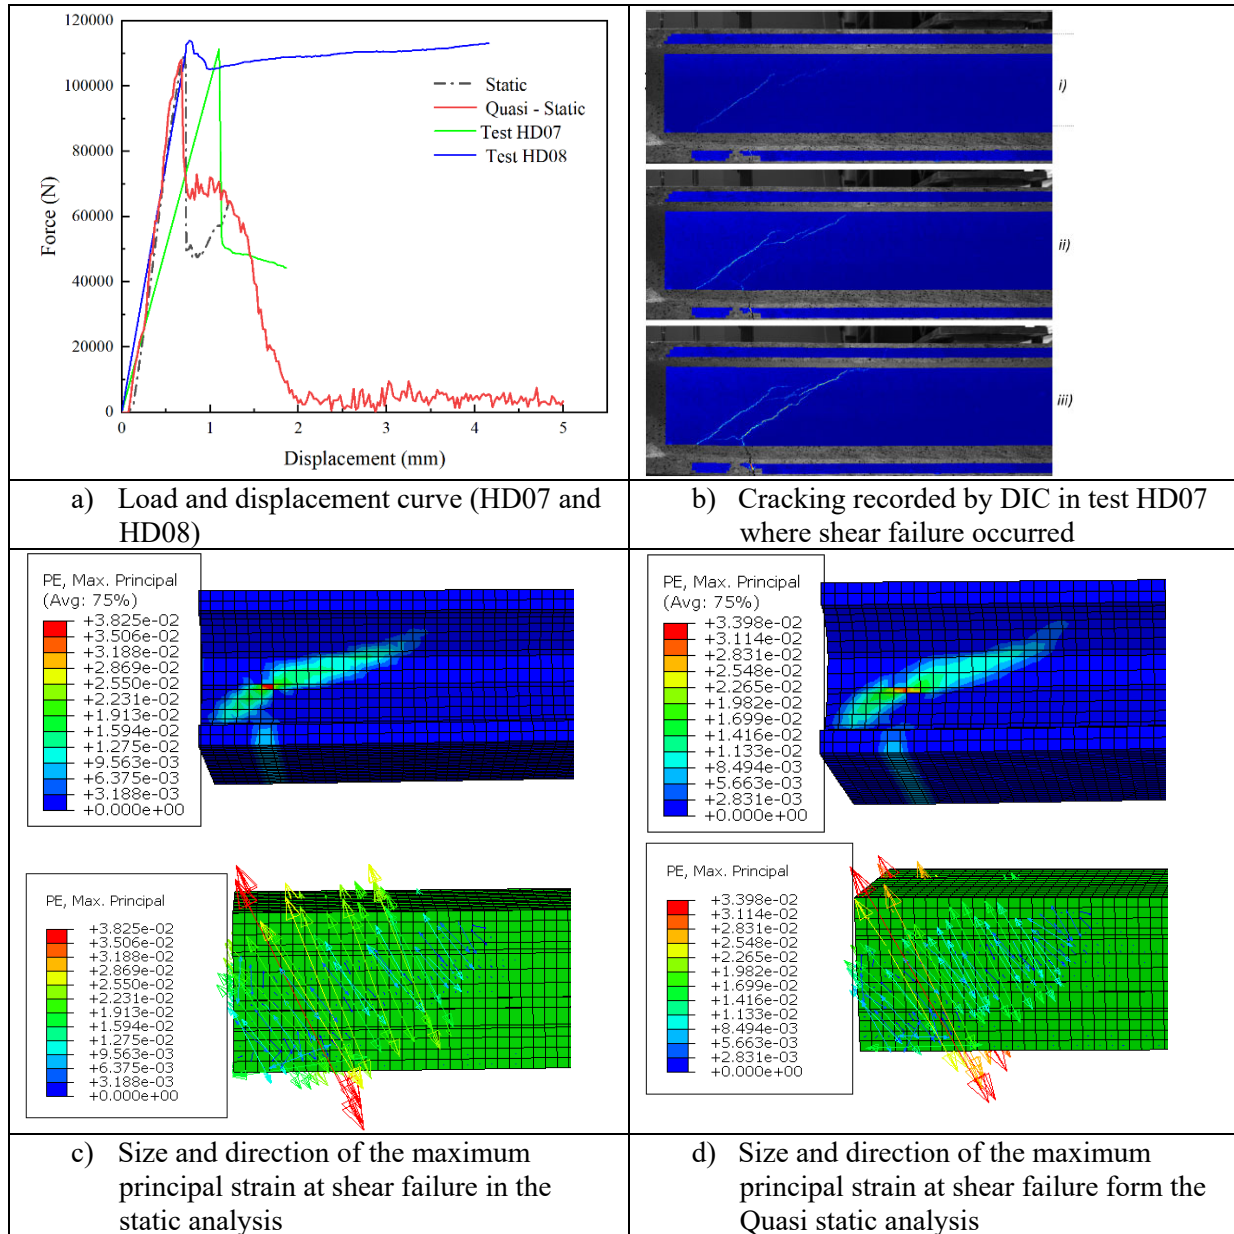 120000
100000
80000
60000
40000
20000
0
Force (N)
0 1 2 3 4 5
Displacement (mm)
Static
Quasi - Static
Test HD07
Test HD08
i)
ii)
iii)
a) Load and displacement curve (HD07 and
HD08)
b) Cracking recorded by DIC in test HD07
where shear failure occurred
PE, Max. Principal
(Avg: 75%)
+3.825e-02
+3.506e-02
+3.188e-02
+2.869e-02
+2.550e-02
+2.231e-02
+1.913e-02
+1.594e-02
+1.275e-02
+9.563e-03
+6.375e-03
+3.188e-03
+0.000e+00
PE, Max. Principal
+3.825e-02
+3.506e-02
+3.188e-02
+2.869e-02
+2.550e-02
+2.231e-02
+1.913e-02
+1.594e-02
+1.275e-02
+9.563e-03
+6.375e-03
+3.188e-03
+0.000e+00
PE, Max. Principal
(Avg: 75%)
+3.398e-02
+3.114e-02
+2.831e-02
+2.548e-02
+2.265e-02
+1.982e-02
+1.699e-02
+1.416e-02
+1.133e-02
+8.494e-03
+5.663e-03
+2.831e-03
+0.000e+00
PE, Max. Principal
+3.398e-02
+3.114e-02
+2.831e-02
+2.548e-02
+2.265e-02
+1.982e-02
+1.699e-02
+1.416e-02
+1.133e-02
+8.494e-03
+5.663e-03
+2.831e-03
+0.000e+00
c) Size and direction of the maximum
principal strain at shear failure in the
static analysis
d) Size and direction of the maximum
principal strain at shear failure form the
Quasi static analysis